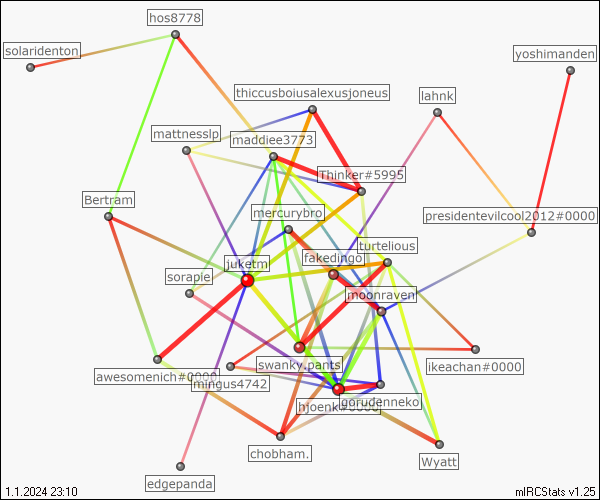 hos8778
solaridenton
yoshimanden
thiccusboiusalexusjoneus
lahnk
mattnesslp
maddiee3773
Thinker#5995
Bertram
mercurybro
presidentevilcool2012#0000
turtelious
juketm
fakedingo
sorapie
moonraven
swanky.pants
ikeachan#0000
awesomenich#0000
mingus4742
hjoenk#0000
gorudenneko
chobham.
Wyatt
edgepanda
1.1.2024 23:10
mIRCStats v1.25